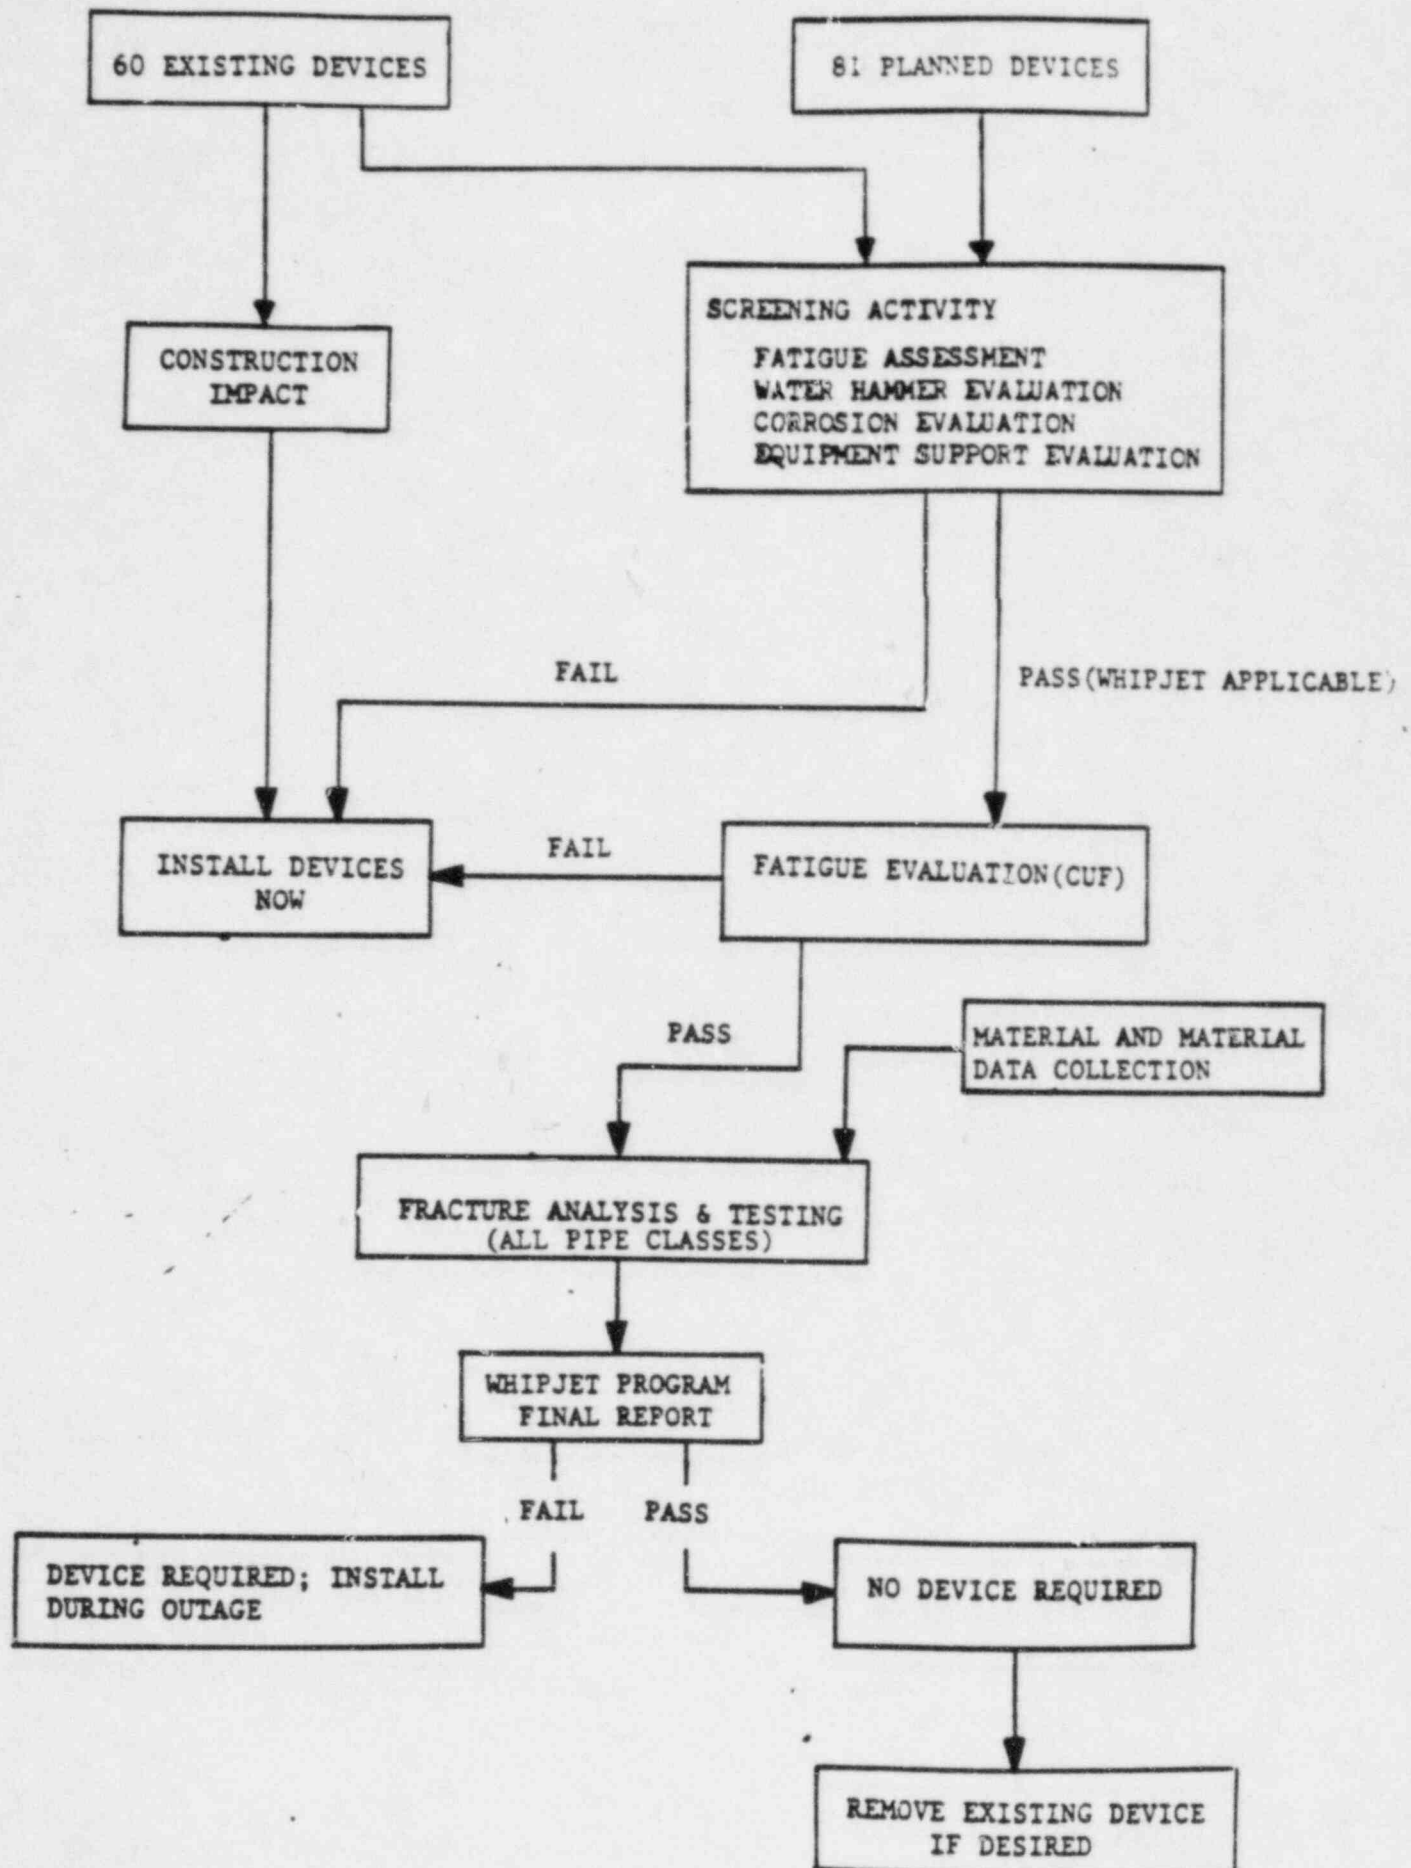 60 EXISTING DEVICES
81 PLANNED DEVICES
SCREENING ACTIVITY
FATIGUE ASSESSMENT
WATER HAMMER EVALUATION
CORROSION EVALUATION
EQUIPMENT SUPPORT EVALUATION
CONSTRUCTION
IMPACT
FAIL
PASS(WHIPJET APPLICABLE)
INSTALL DEVICES
NOW
FAIL
FATIGUE EVALUATION(CUF)
PASS
MATERIAL AND MATERIAL
DATA COLLECTION
FRACTURE ANALYSIS & TESTING
(ALL PIPE CLASSES)
WHIPJET PROGRAM
FINAL REPORT
FAIL
PASS
DEVICE REQUIRED; INSTALL
DURING OUTAGE
NO DEVICE REQUIRED
REMOVE EXISTING DEVICE
IF DESIRED